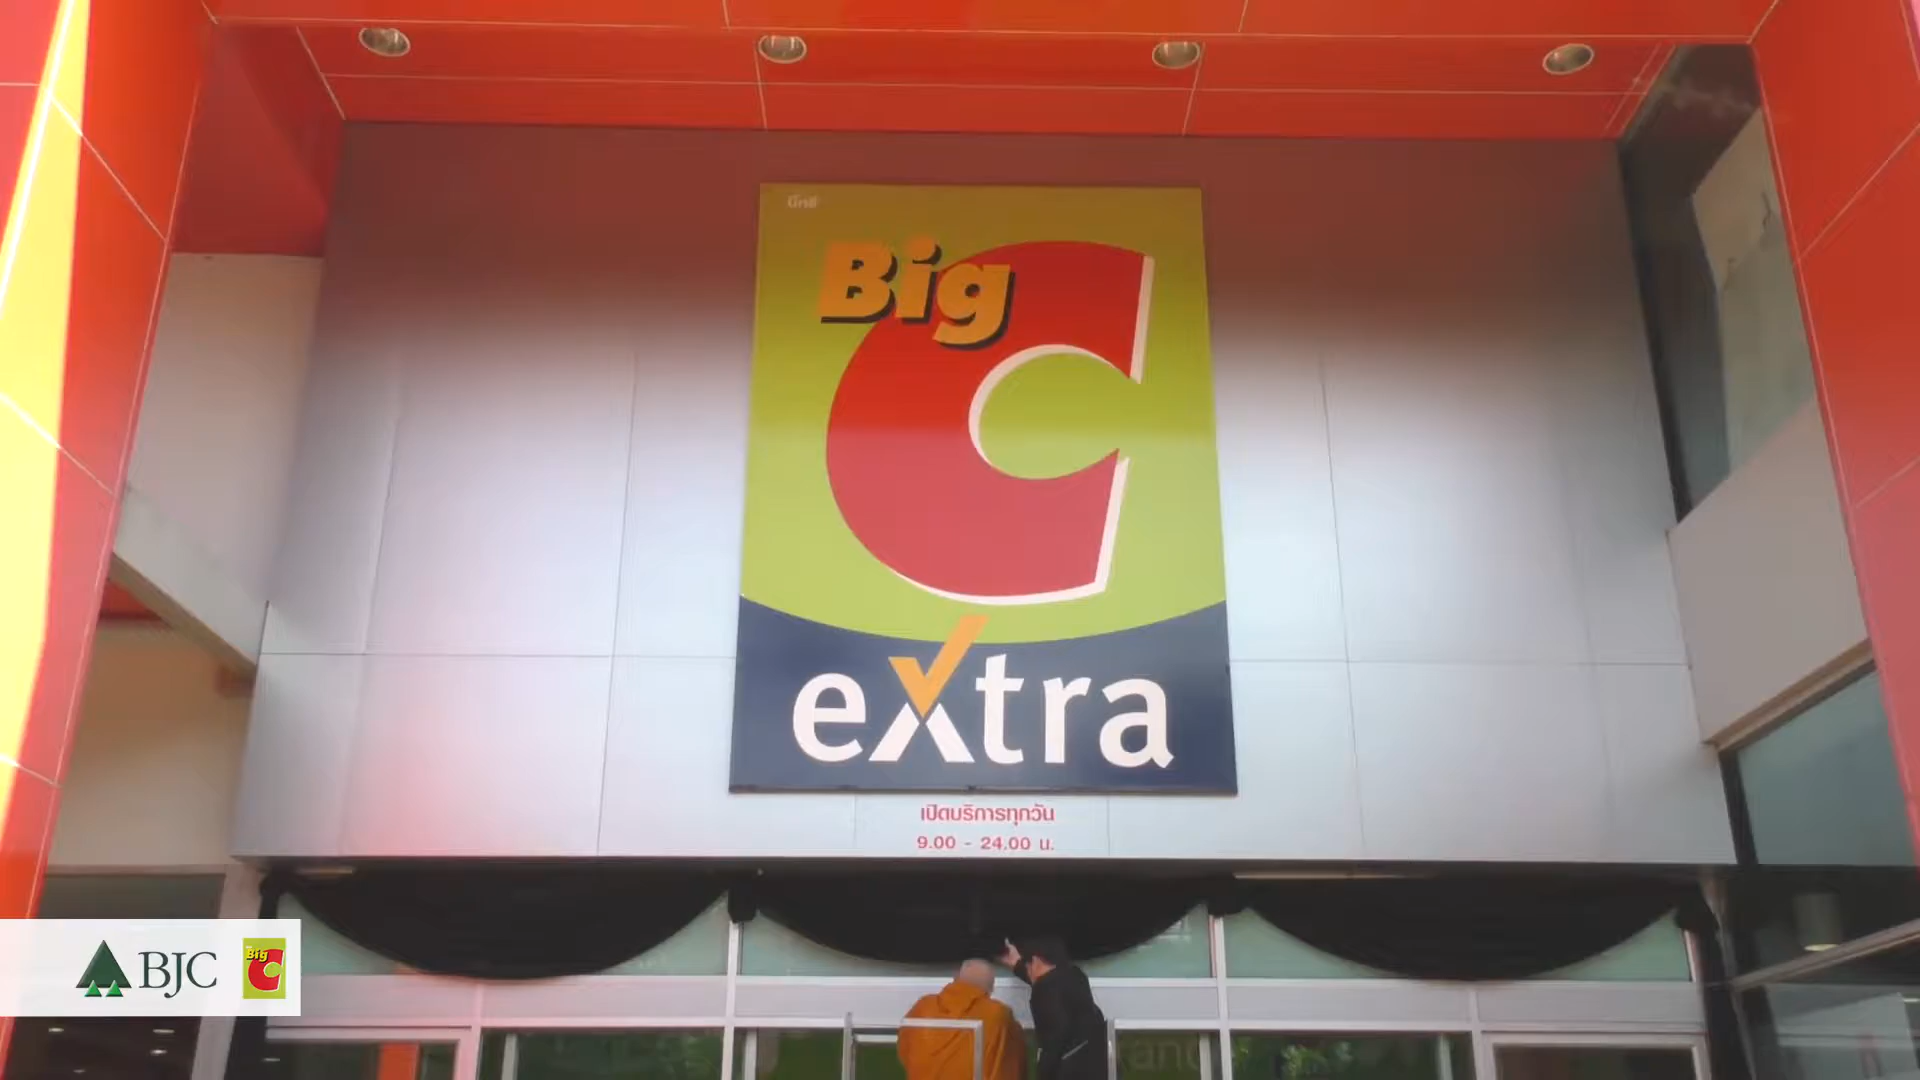 บิ๊กซี
Big C
extra
เปิดบริการทุกวัน
9.00 - 24.00 น.
BJC
Big C